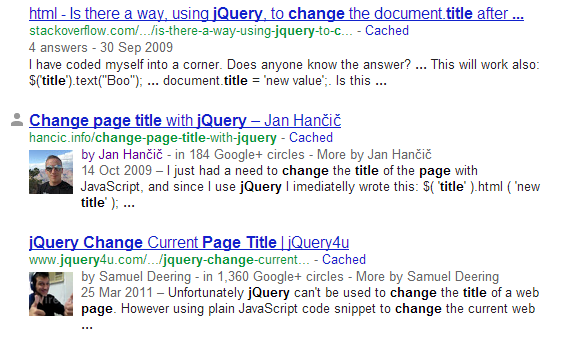 html - Is there a way, using jQuery, to change the document.title after ...
stackoverflow.com/.../is-there-a-way-using-jquery-to-c... - Cached
4 answers - 30 Sep 2009
I have coded myself into a corner. Does anyone know the answer? ... This will work also:
$('title').text("Boo"); ... document.title = 'new value';. Is this ...
Change page title with jQuery – Jan Hančič
hancic.info/change-page-title-with-jquery - Cached
by Jan Hančič - in 184 Google+ circles - More by Jan Hančič
14 Oct 2009 – I just had a need to change the title of the page with
JavaScript, and since I use jQuery I imediatelly wrote this: $( 'title' ).html ( 'new
title' ); ...
jQuery Change Current Page Title | jQuery4u
www.jquery4u.com/.../jquery-change-current... - Cached
by Samuel Deering - in 1,360 Google+ circles - More by Samuel Deering
25 Mar 2011 – Unfortunately jQuery can't be used to change the title of a web
page. However using plain JavaScript code snippet to change the current web
...